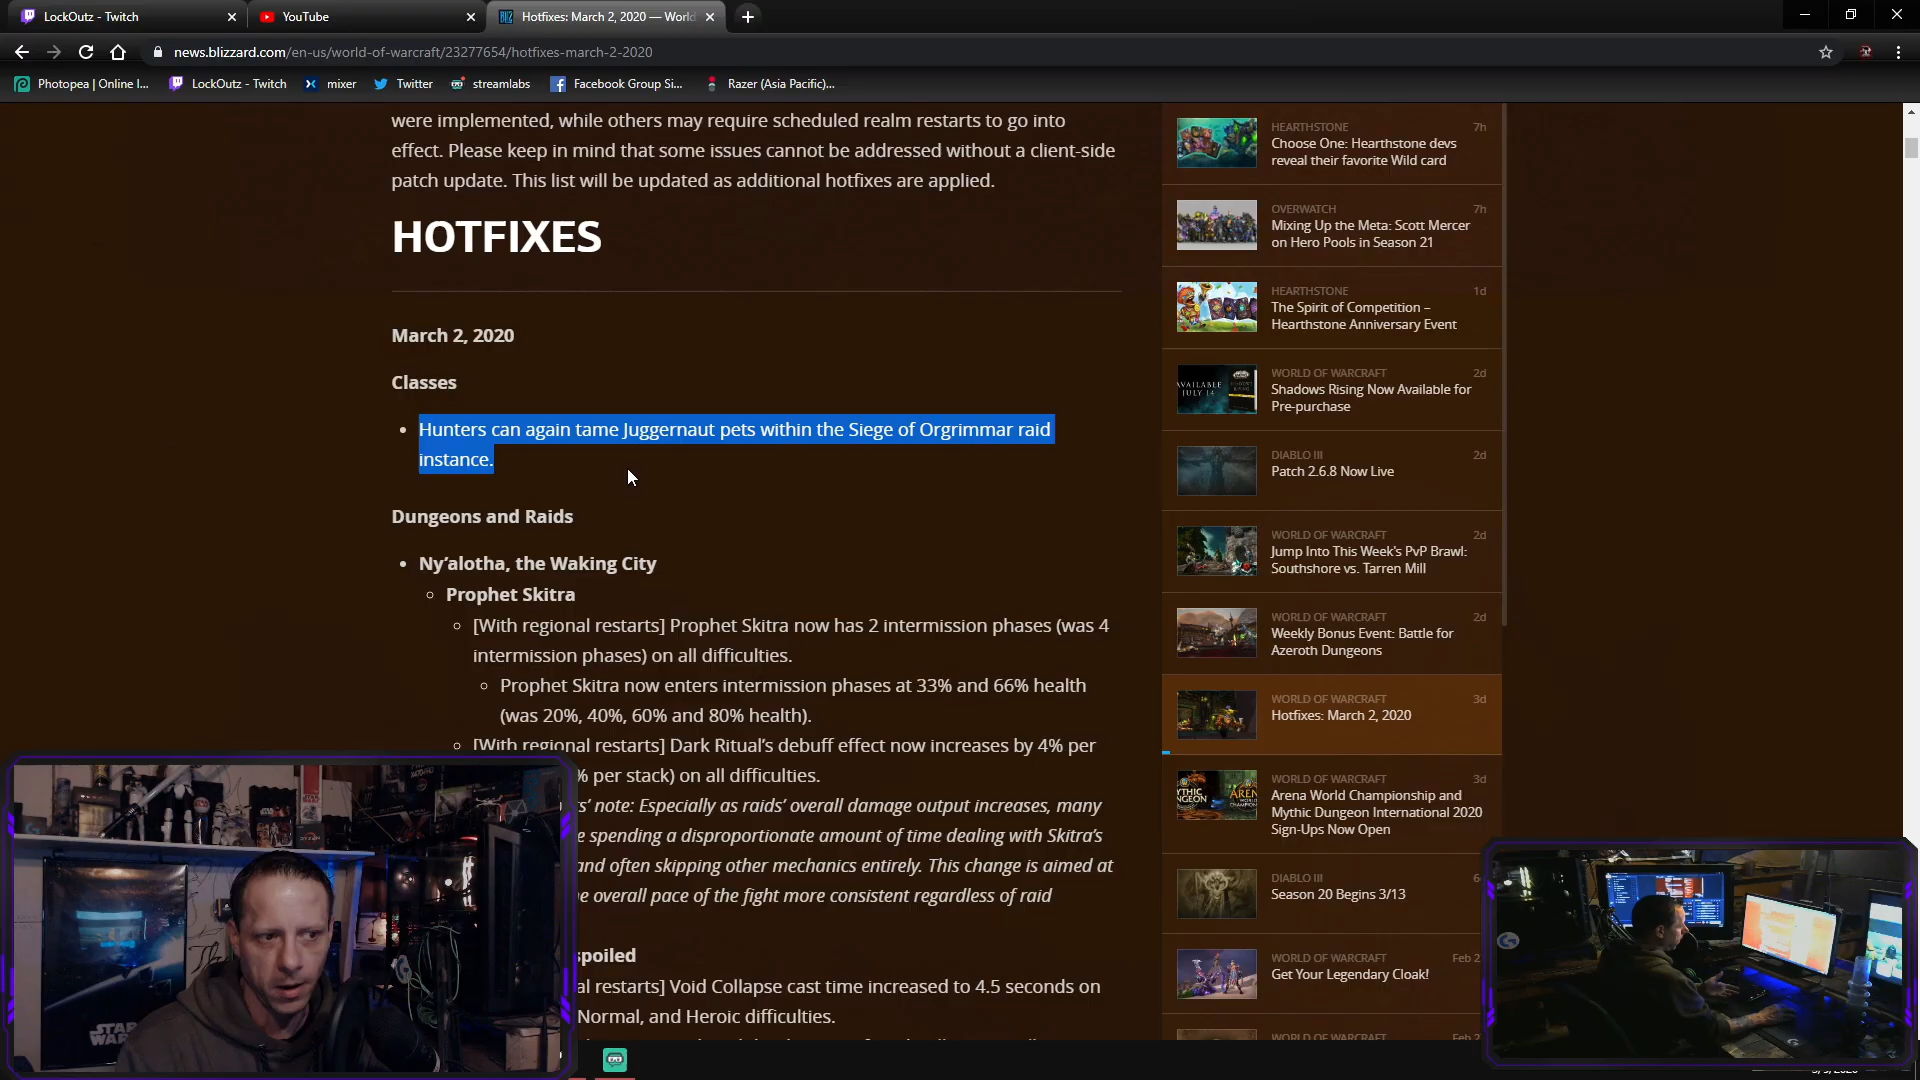 LockOutz - Twitch
YouTube
Hotfixes: March 2, 2020 — World
news.blizzard.com/en-us/world-of-warcraft/23277654/hotfixes-march-2-2020
Photopea | Online I...
LockOutz - Twitch
mixer
Twitter
streamlabs
Facebook Group Si...
Razer (Asia Pacific)...
were implemented, while others may require scheduled realm restarts to go into
effect. Please keep in mind that some issues cannot be addressed without a client-side
patch update. This list will be updated as additional hotfixes are applied.
HOTFIXES
March 2, 2020
Classes
• Hunters can again tame Juggernaut pets within the Siege of Orgrimmar raid
instance.
Dungeons and Raids
• Ny’alotha, the Waking City
Prophet Skitra
[With regional restarts] Prophet Skitra now has 2 intermission phases (was 4
intermission phases) on all difficulties.
Prophet Skitra now enters intermission phases at 33% and 66% health
(was 20%, 40%, 60% and 80% health).
[With regional restarts] Dark Ritual’s debuff effect now increases by 4% per
% per stack) on all difficulties.
’ note: Especially as raids’ overall damage output increases, many
spending a disproportionate amount of time dealing with Skitra’s
and often skipping other mechanics entirely. This change is aimed at
overall pace of the fight more consistent regardless of raid
spoiled
restarts] Void Collapse cast time increased to 4.5 seconds on
Normal, and Heroic difficulties.
HEARTHSTONE 7h
Choose One: Hearthstone devs
reveal their favorite Wild card
OVERWATCH 7h
Mixing Up the Meta: Scott Mercer
on Hero Pools in Season 21
HEARTHSTONE 1d
The Spirit of Competition –
Hearthstone Anniversary Event
AVAILABLE
JULY 14
WORLD OF WARCRAFT 2d
Shadows Rising Now Available for
Pre-purchase
DIABLO III 2d
Patch 2.6.8 Now Live
WORLD OF WARCRAFT 2d
Jump Into This Week’s PvP Brawl:
Southshore vs. Tarren Mill
WORLD OF WARCRAFT 2d
Weekly Bonus Event: Battle for
Azeroth Dungeons
WORLD OF WARCRAFT 3d
Hotfixes: March 2, 2020
WORLD OF WARCRAFT 3d
Arena World Championship and
Mythic Dungeon International 2020
Sign-Ups Now Open
DIABLO III
Season 20 Begins 3/13
WORLD OF WARCRAFT Feb 2
Get Your Legendary Cloak!
WORLD OF WARCRAFT Feb 2
STAR
WARS